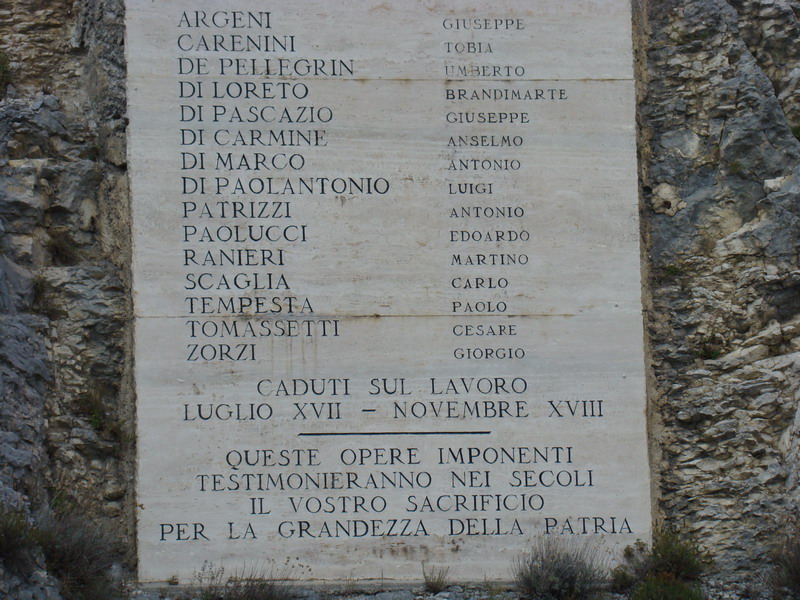 ARGENI GIUSEPPE
CARENINI TOBIA
DE PELLEGRIN UMBERTO
DI LORETO BRANDIMARTE
DI PASCAZIO GIUSEPPE
DI CARMINE ANSELMO
DI MARCO ANTONIO
DI PAOLANTONIO LUIGI
PATRIZZI ANTONIO
PAOLUCCI EDOARDO
RANIERI MARTINO
SCAGLIA CARLO
TEMPESTA PAOLO
TOMASSETTI CESARE
ZORZI GIORGIO
CADUTI SUL LAVORO
LUGLIO XVII – NOVEMBRE XVIII
QUESTE OPERE IMPONENTI
TESTIMONIERANNO NEI SECOLI
IL VOSTRO SACRIFICIO
PER LA GRANDEZZA DELLA PATRIA